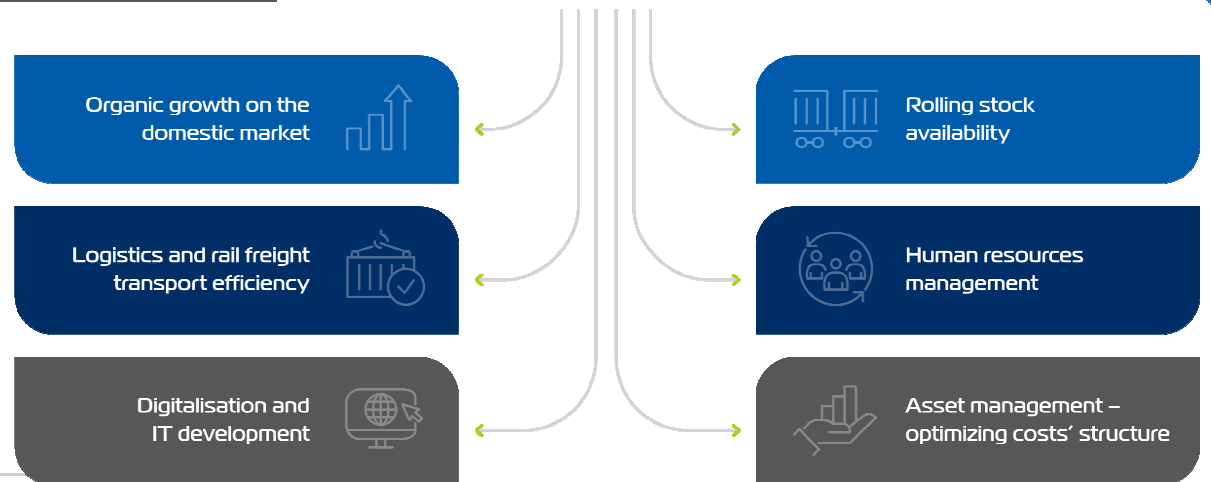 Organic growth on the
domestic market
Rolling stock
availability
Logistics and rail freight
transport efficiency
Human resources
management
Digitalisation and
IT development
Asset management –
optimizing costs’ structure